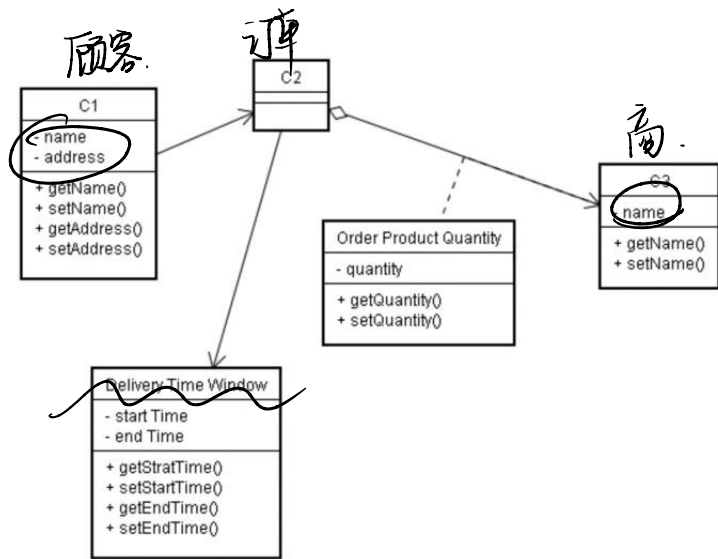 顾客.
订单
商.
C1
- name
- address
+ getName()
+ setName()
+ getAddress()
+ setAddress()
C2
C3
- name
+ getName()
+ setName()
Order Product Quantity
- quantity
+ getQuantity()
+ setQuantity()
Delivery Time Window
- start Time
- end Time
+ getStratTime()
+ setStartTime()
+ getEndTime()
+ setEndTime()